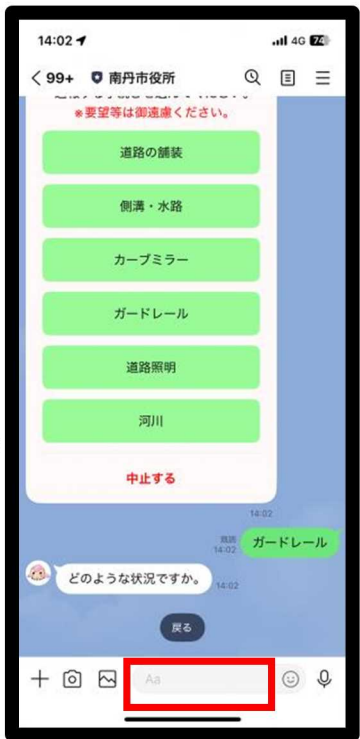 14:02
4G 74
99+ 南丹市役所
※要望等は御遠慮ください。
道路の舗装
側溝・水路
カーブミラー
ガードレール
道路照明
河川
中止する
14:02
既読
14:02
ガードレール
どのような状況ですか。
14:02
戻る
Aa